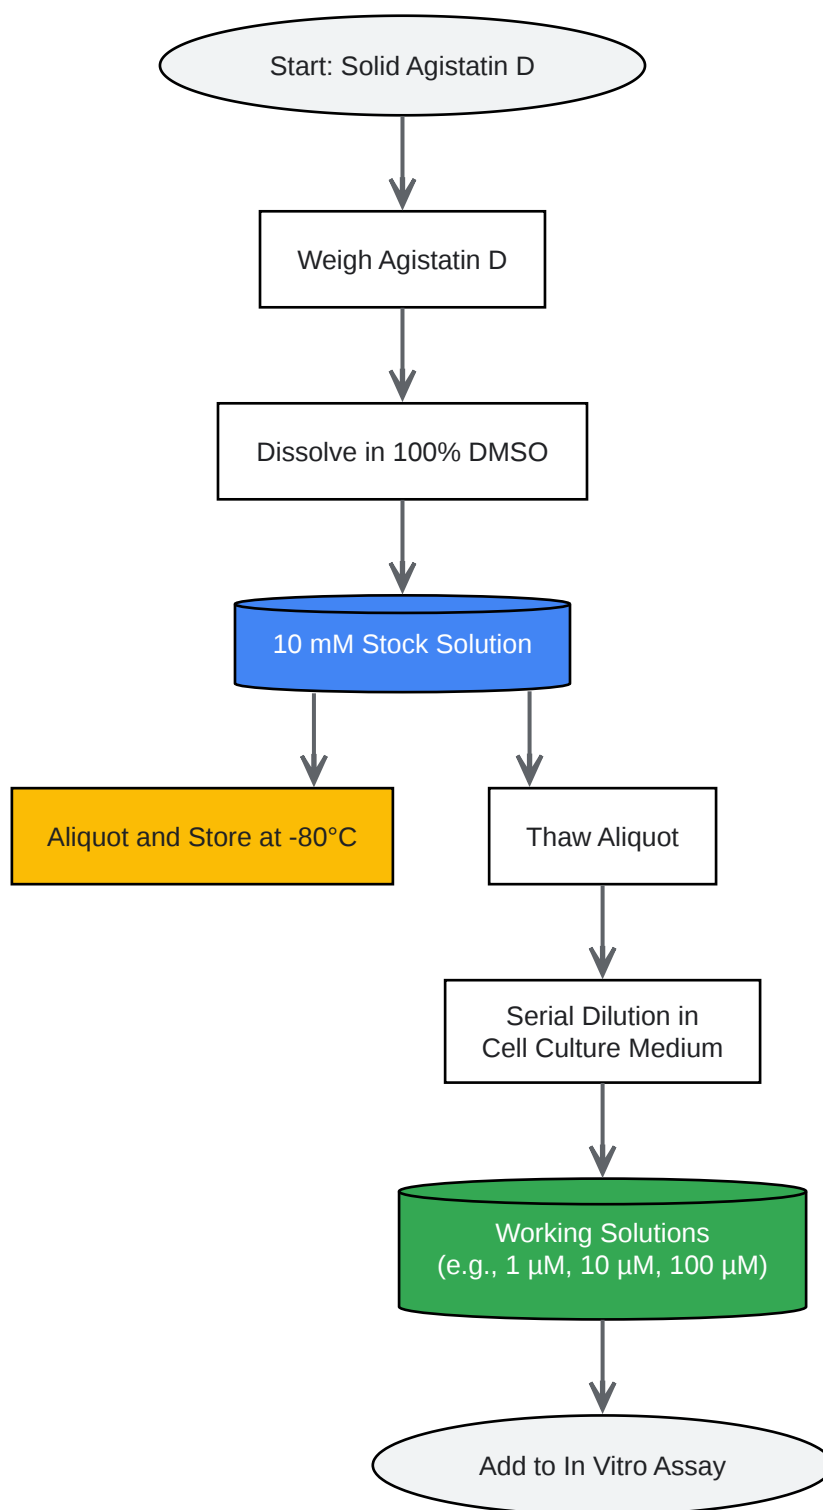 Start: Solid Agistatin D
Weigh Agistatin D
Dissolve in 100% DMSO
10 mM Stock Solution
Aliquot and Store at -80°C
Thaw Aliquot
Serial Dilution in
Cell Culture Medium
Working Solutions
(e.g., 1 µM, 10 µM, 100 µM)
Add to In Vitro Assay